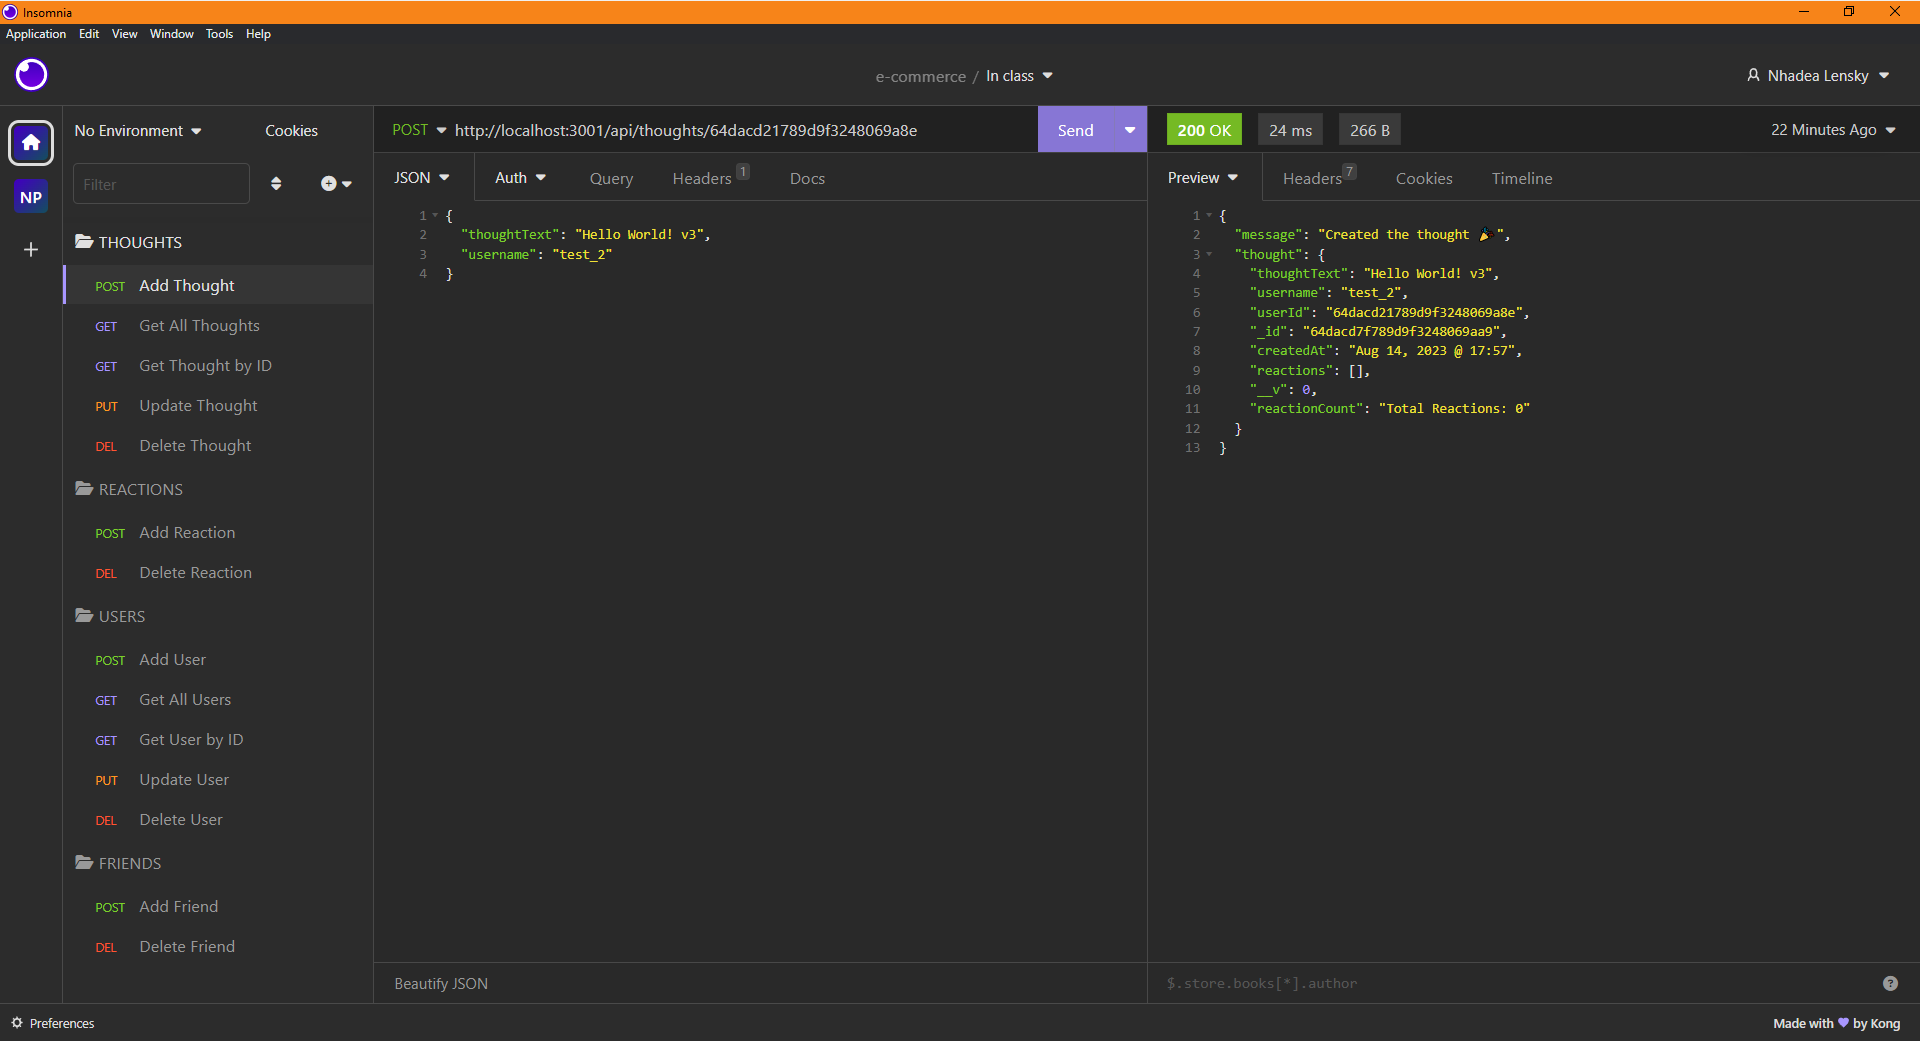 Insomnia
Application Edit View Window Tools Help
e-commerce / In class
Nhadea Lensky
No Environment Cookies
Filter
NP
THOUGHTS
POST Add Thought
GET Get All Thoughts
GET Get Thought by ID
PUT Update Thought
DEL Delete Thought
REACTIONS
POST Add Reaction
DEL Delete Reaction
USERS
POST Add User
GET Get All Users
GET Get User by ID
PUT Update User
DEL Delete User
FRIENDS
POST Add Friend
DEL Delete Friend
POST http://localhost:3001/api/thoughts/64dacd21789d9f3248069a8e Send
JSON Auth Query Headers 1 Docs
1 {
2 "thoughtText": "Hello World! v3",
3 "username": "test_2"
4 }
Beautify JSON
200 OK 24 ms 266 B 22 Minutes Ago
Preview Headers 7 Cookies Timeline
1 {
2 "message": "Created the thought 🎉",
3 "thought": {
4 "thoughtText": "Hello World! v3",
5 "username": "test_2",
6 "userId": "64dacd21789d9f3248069a8e",
7 "_id": "64dacd7f789d9f3248069aa9",
8 "createdAt": "Aug 14, 2023 @ 17:57",
9 "reactions": [],
10 "__v": 0,
11 "reactionCount": "Total Reactions: 0"
12 }
13 }
$.store.books[*].author
Preferences
Made with 💜 by Kong